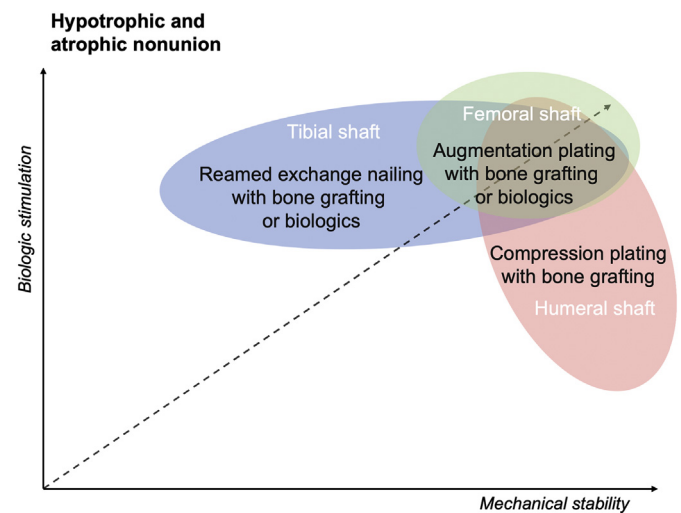 Hypotrophic and
atrophic nonunion
Biologic stimulation
Tibial shaft
Reamed exchange nailing
with bone grafting
or biologics
Femoral shaft
Augmentation plating
with bone grafting
or biologics
Compression plating
with bone grafting
Humeral shaft
Mechanical stability